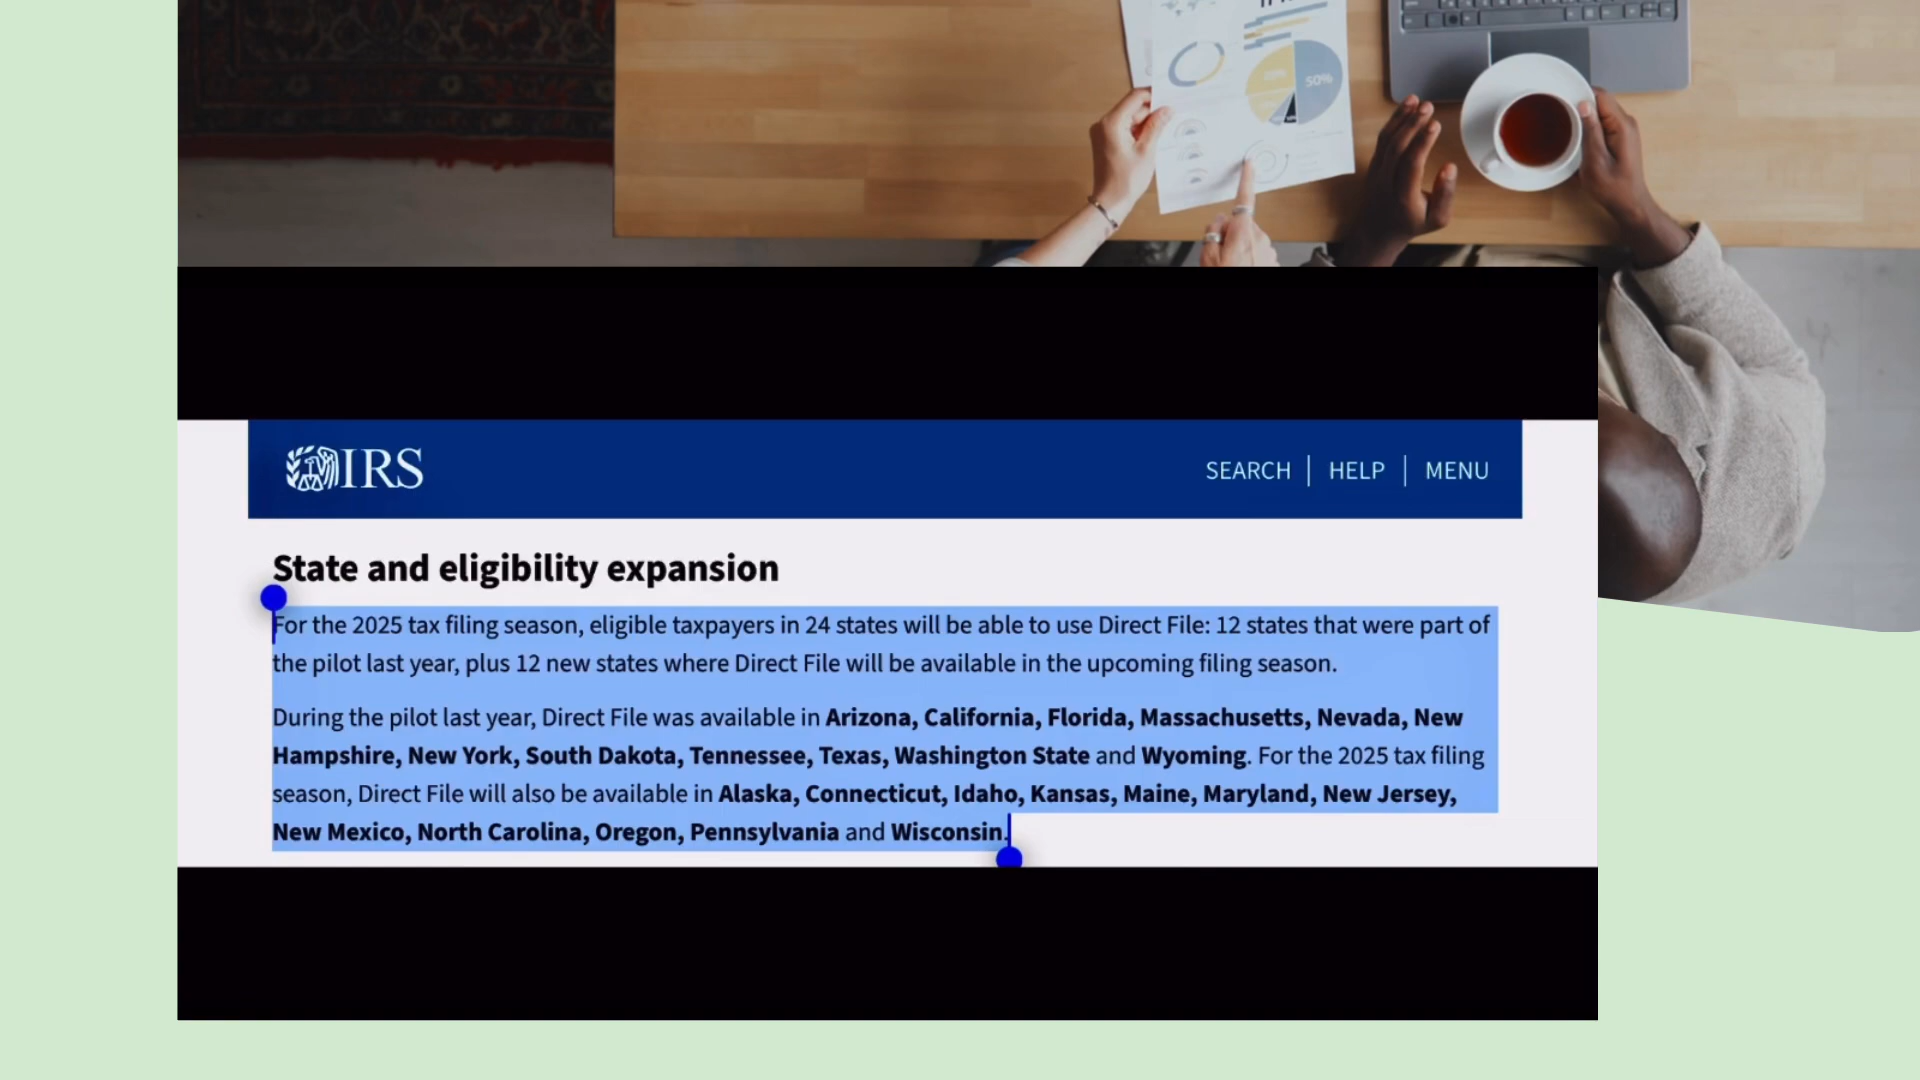 50%
IRS
SEARCH | HELP | MENU
State and eligibility expansion
For the 2025 tax filing season, eligible taxpayers in 24 states will be able to use Direct File: 12 states that were part of
the pilot last year, plus 12 new states where Direct File will be available in the upcoming filing season.
During the pilot last year, Direct File was available in Arizona, California, Florida, Massachusetts, Nevada, New
Hampshire, New York, South Dakota, Tennessee, Texas, Washington State and Wyoming. For the 2025 tax filing
season, Direct File will also be available in Alaska, Connecticut, Idaho, Kansas, Maine, Maryland, New Jersey,
New Mexico, North Carolina, Oregon, Pennsylvania and Wisconsin.